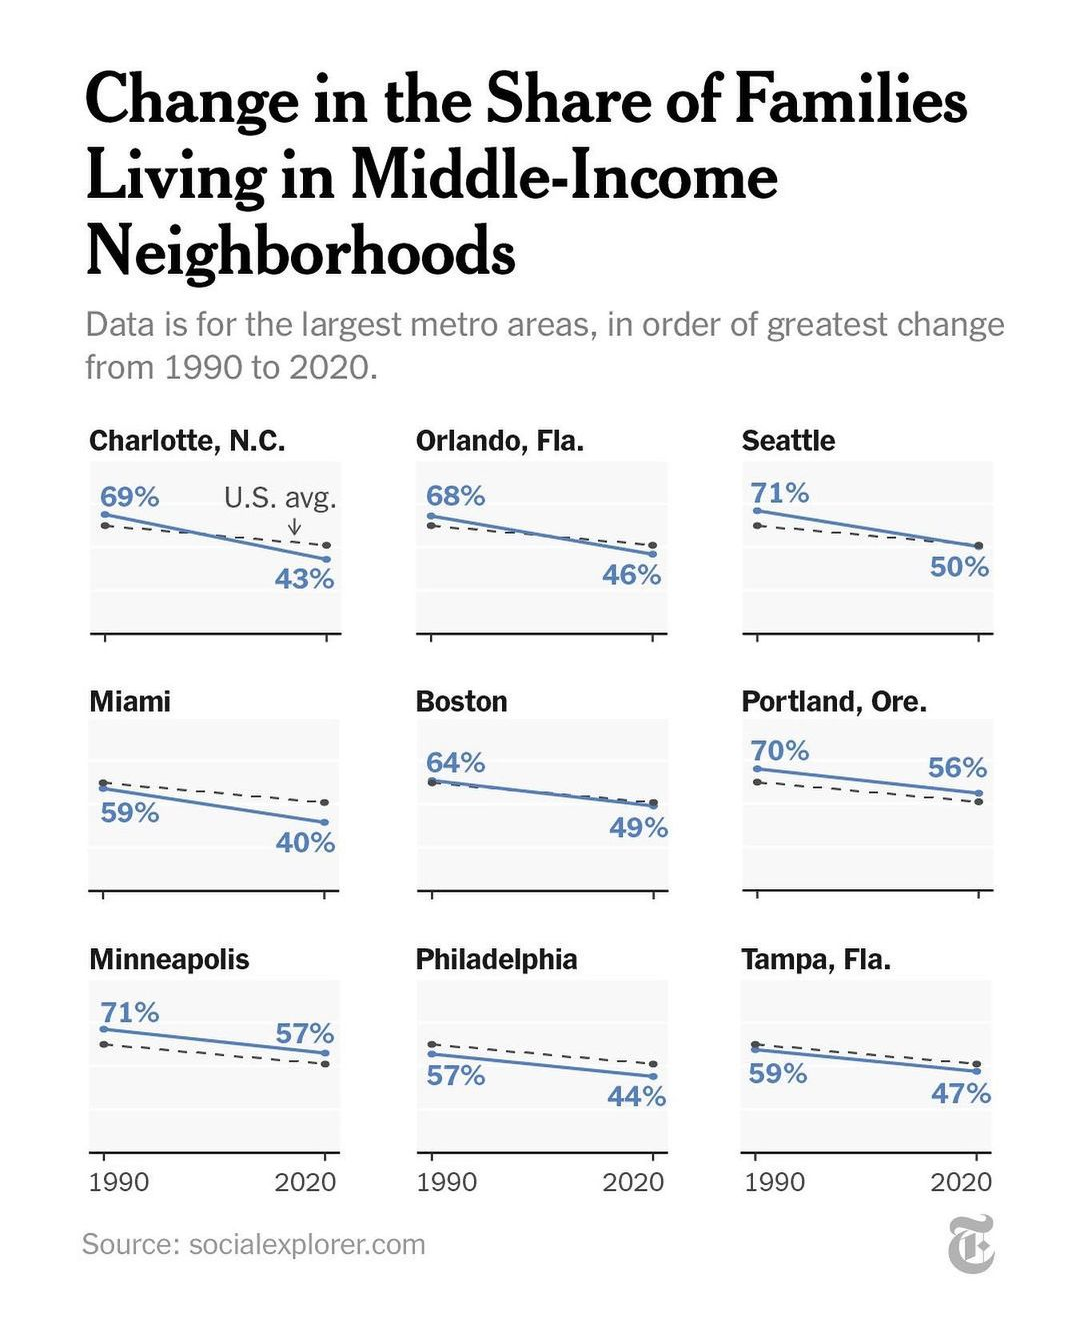 Change in the Share of Families
Living in Middle-Income
Neighborhoods
Data is for the largest metro areas, in order of greatest change
from 1990 to 2020.
Charlotte, N.C.
69%
U.S. avg.
43%
Orlando, Fla.
68%
46%
Seattle
71%
50%
Miami
59%
40%
Boston
64%
49%
Portland, Ore.
70%
56%
Minneapolis
71%
57%
1990 2020
Philadelphia
57%
44%
1990 2020
Tampa, Fla.
59%
47%
1990 2020
Source: socialexplorer.com
T